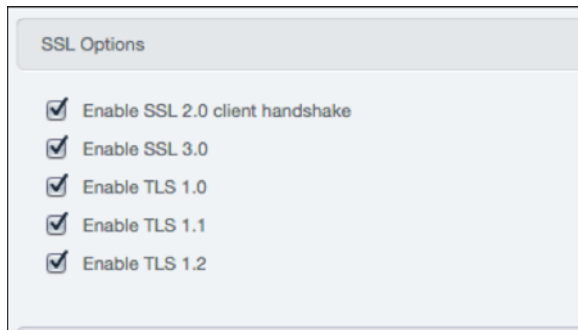 SSL Options
Enable SSL 2.0 client handshake
Enable SSL 3.0
Enable TLS 1.0
Enable TLS 1.1
Enable TLS 1.2